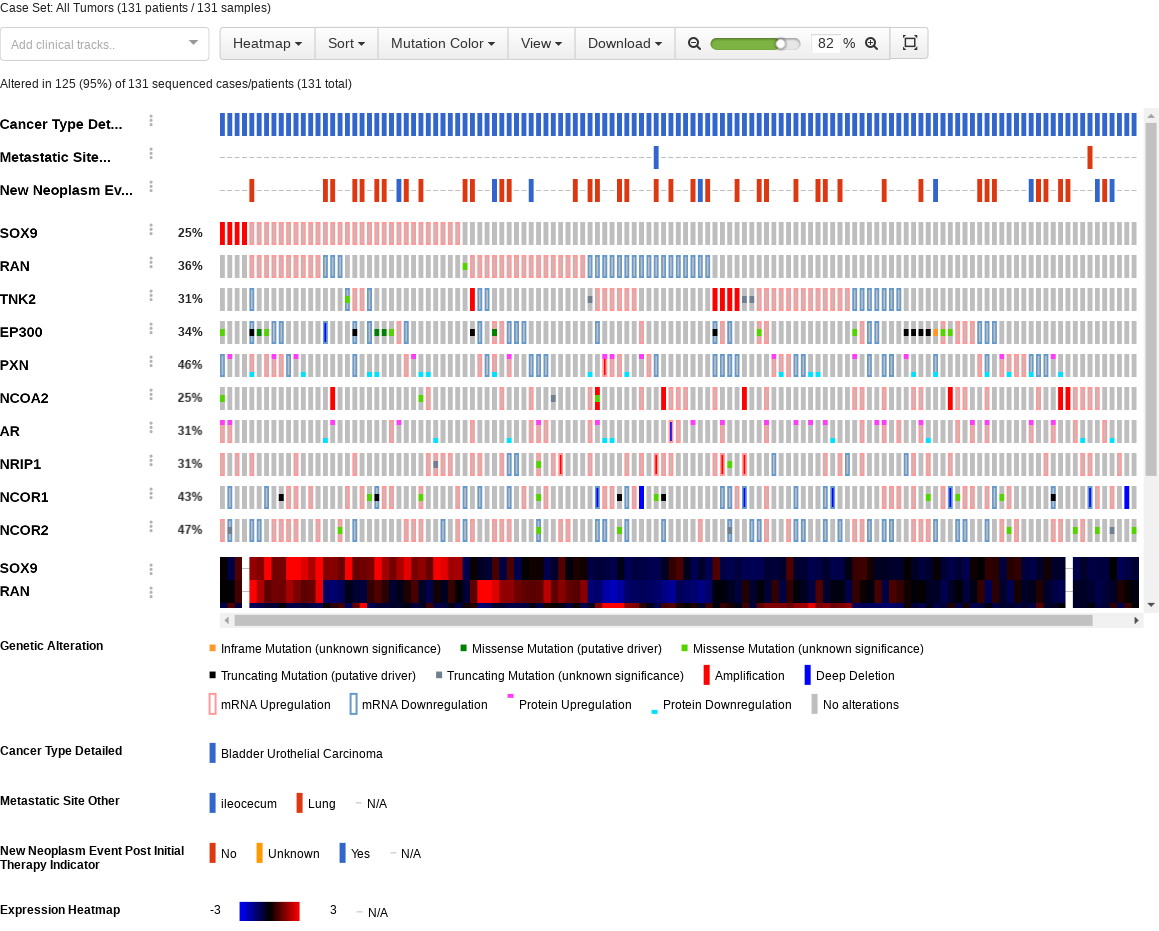 Case Set: All Tumors (131 patients / 131 samples)
Add clinical tracks..
Heatmap Sort Mutation Color View Download 82 %
Altered in 125 (95%) of 131 sequenced cases/patients (131 total)
Cancer Type Det...
Metastatic Site...
New Neoplasm Ev...
SOX9 25%
RAN 36%
TNK2 31%
EP300 34%
PXN 46%
NCOA2 25%
AR 31%
NRIP1 31%
NCOR1 43%
NCOR2 47%
SOX9
RAN
Genetic Alteration
Inframe Mutation (unknown significance) Missense Mutation (putative driver) Missense Mutation (unknown significance)
Truncating Mutation (putative driver) Truncating Mutation (unknown significance) Amplification Deep Deletion
mRNA Upregulation mRNA Downregulation Protein Upregulation Protein Downregulation No alterations
Cancer Type Detailed
Bladder Urothelial Carcinoma
Metastatic Site Other
ileocecum Lung N/A
New Neoplasm Event Post Initial
Therapy Indicator
No Unknown Yes N/A
Expression Heatmap
-3 3 N/A